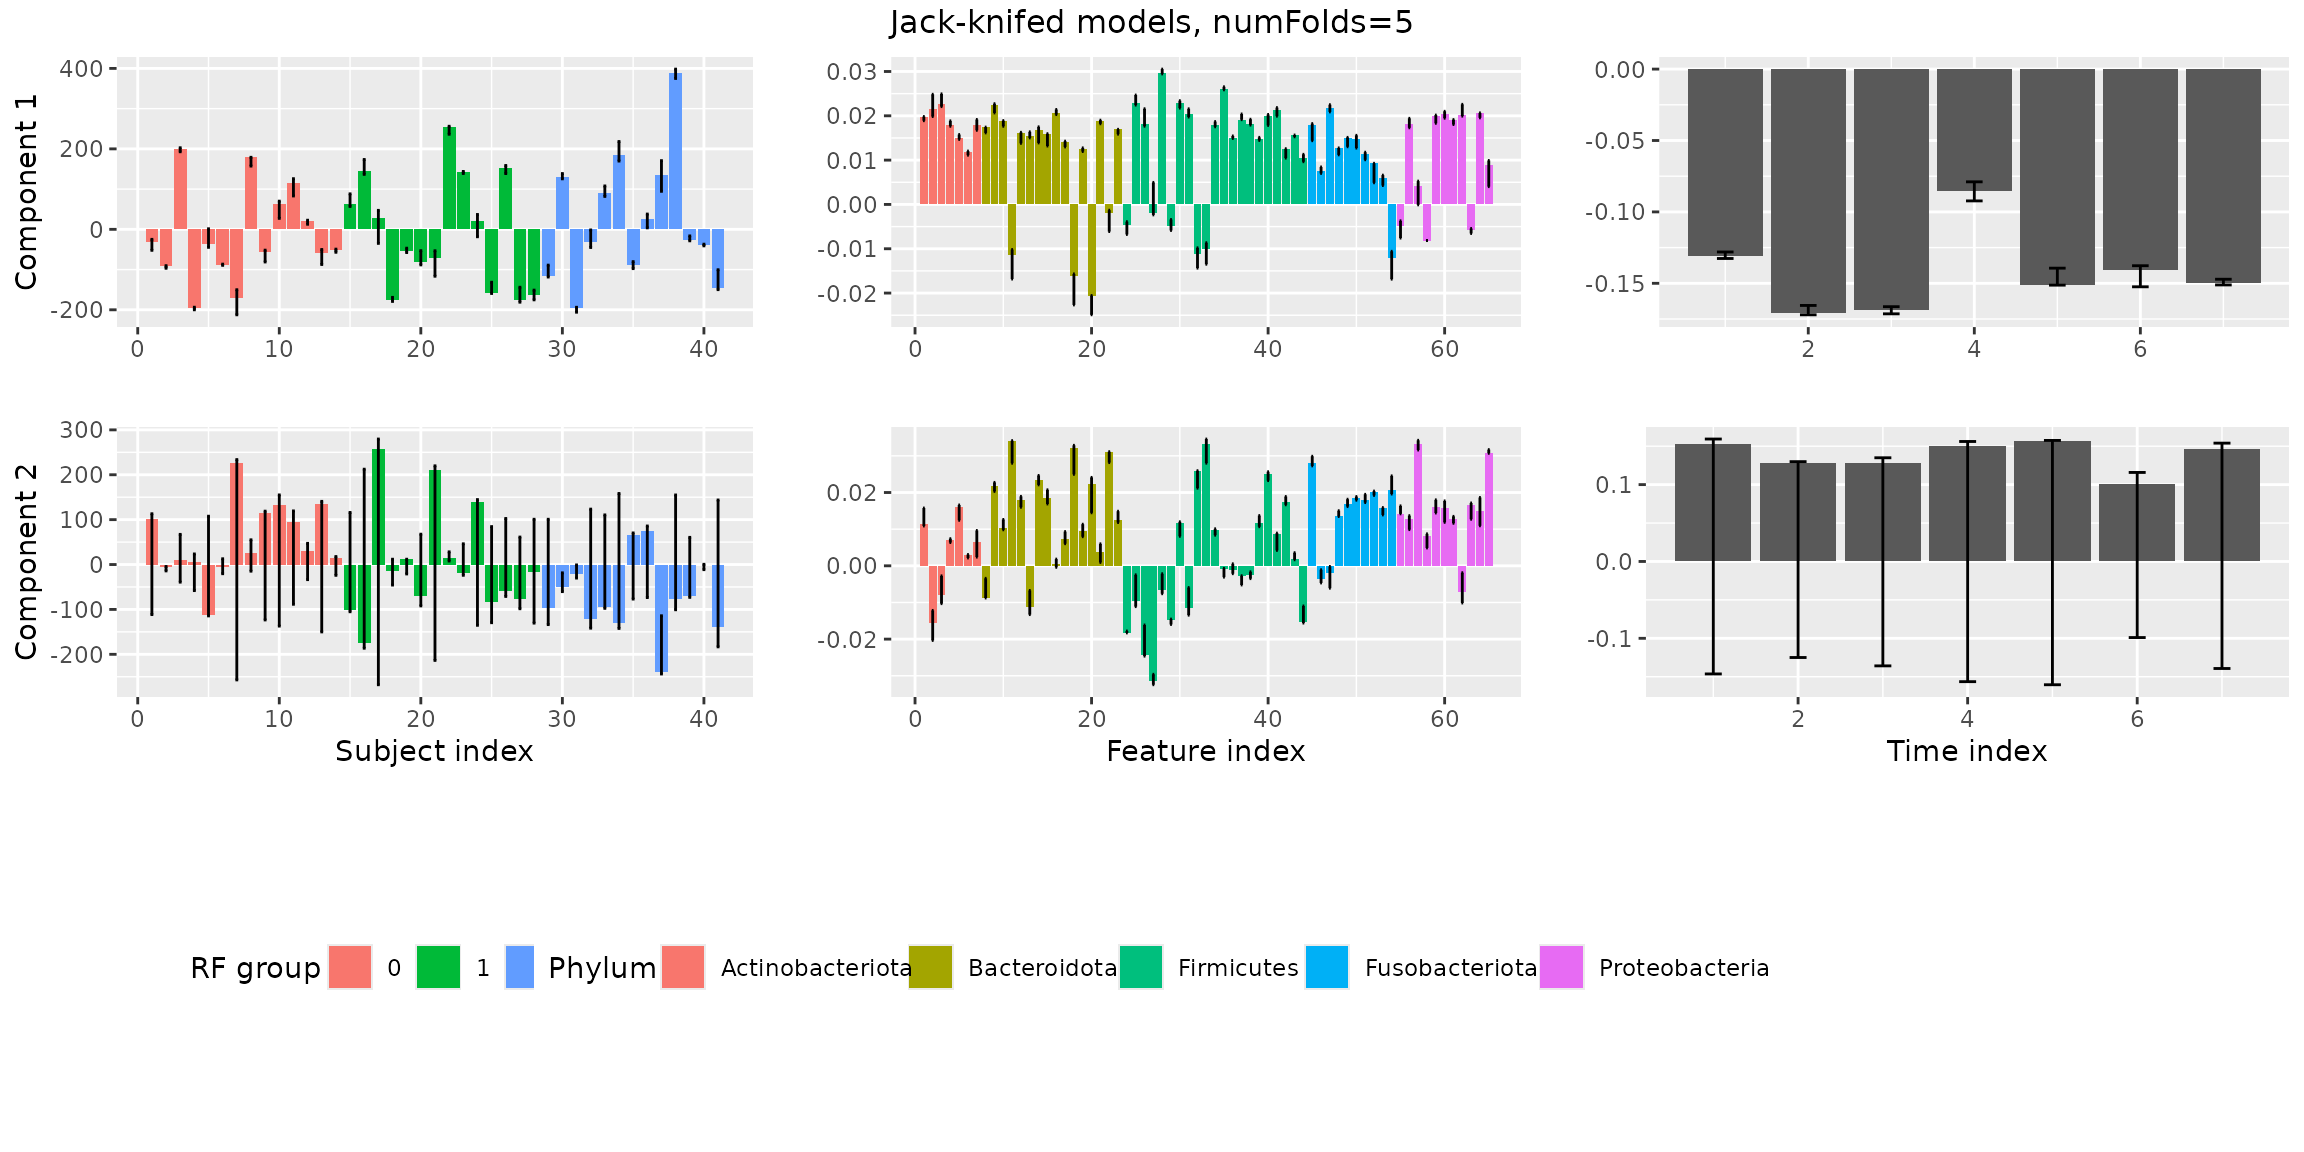 Jack-knifed models, numFolds=5
Component 1
400
200
0
-200
0 10 20 30 40
0.03
0.02
0.01
0.00
-0.01
-0.02
0 20 40 60
0.00
-0.05
-0.10
-0.15
2 4 6
Component 2
300
200
100
0
-100
-200
0 10 20 30 40
Subject index
0.02
0.00
-0.02
0 20 40 60
Feature index
0.1
0.0
-0.1
2 4 6
Time index
RF group 0 1 Phylum Actinobacteriota Bacteroidota Firmicutes Fusobacteriota Proteobacteria